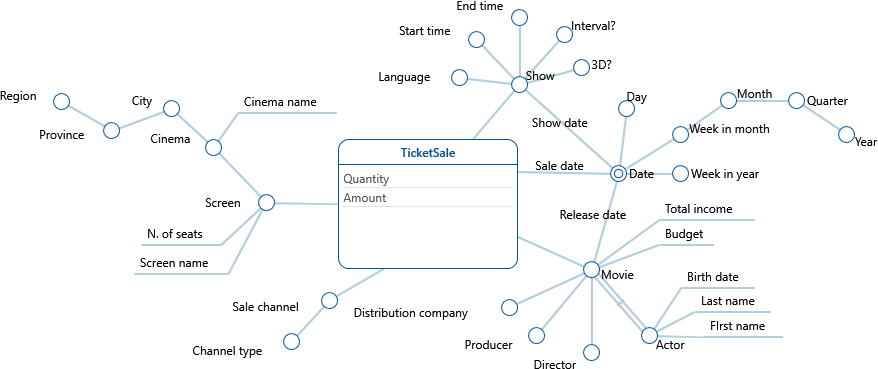 End time
Interval?
Start time
3D?
Language
Show
Region
City
Cinema name
Day
Month
Quarter
Province
Cinema
Show date
Week in month
Year
TicketSale
Sale date
Quantity
Date
Week in year
Amount
Screen
Release date
Total income
N. of seats
Budget
Screen name
Movie
Birth date
Sale channel
Distribution company
Last name
FIrst name
Channel type
Producer
Actor
Director